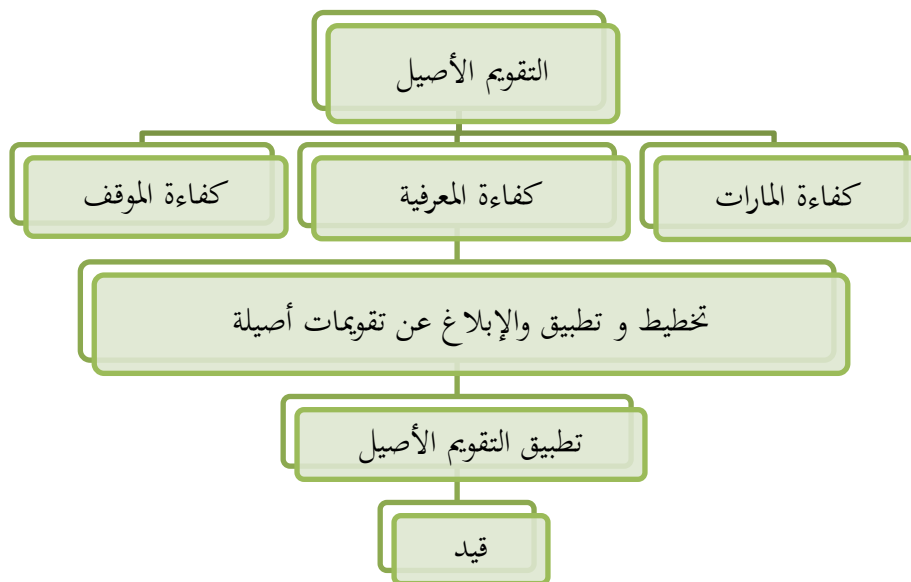 التقويم الأصيل
كفاءة المارات
كفاءة المعرفية
كفاءة الموقف
تخطيط و تطبيق والإبلاغ عن تقويمات أصيلة
تطبيق التقويم الأصيل
قيد